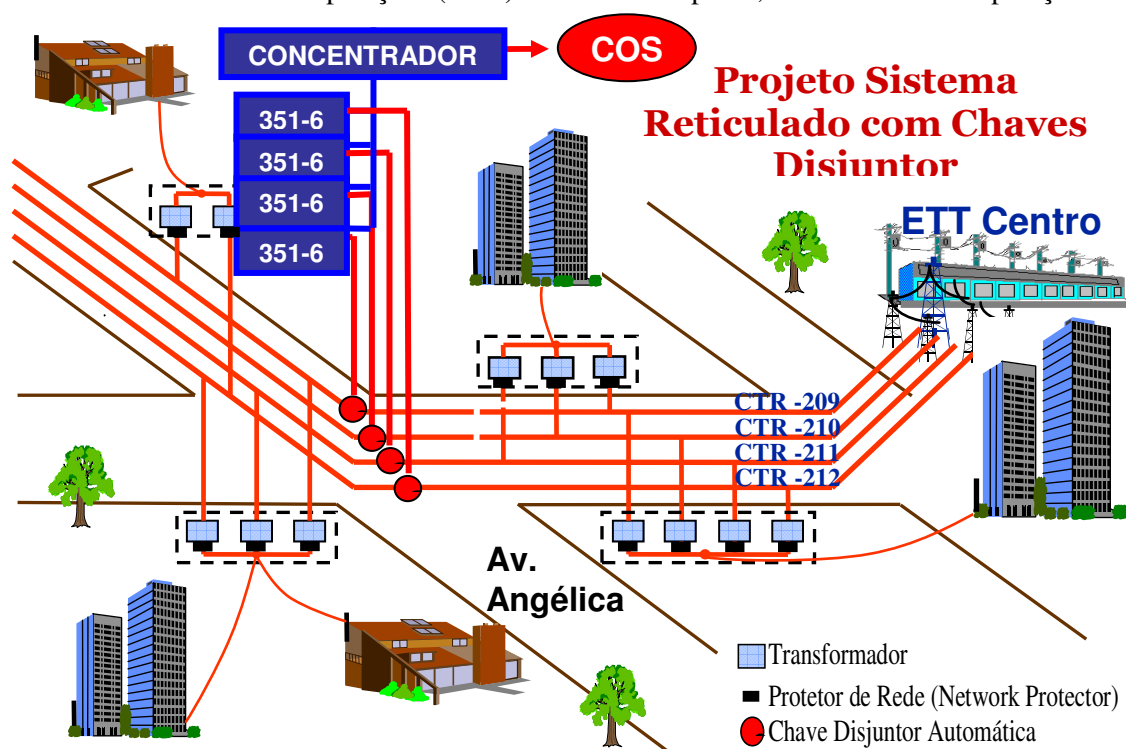 CONCENTRADOR
COS
Projeto Sistema
Reticulado com Chaves
Disjuntor
351-6
351-6
351-6
351-6
ETT Centro
CTR -209
CTR -210
CTR -211
CTR -212
Av.
Angélica
Transformador
Protetor de Rede (Network Protector)
Chave Disjuntor Automática